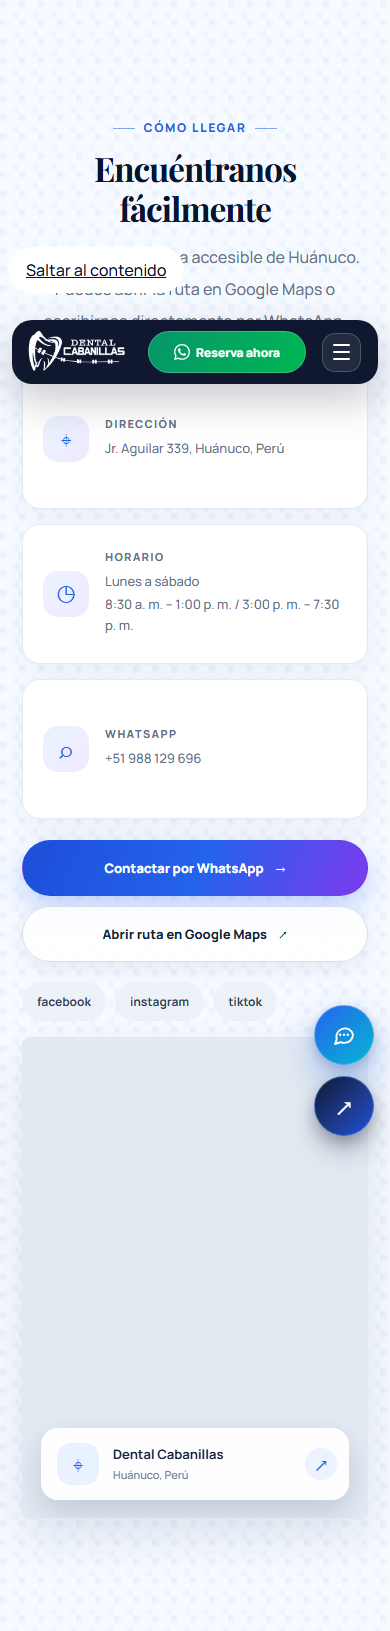 CÓMO LLEGAR
Encuéntranos
fácilmente
a accesible de Huánuco.
Saltar al contenido
ruta en Google Maps o
DENTAL
CABANILLAS
Reserva ahora
DIRECCIÓN
Jr. Aguilar 339, Huánuco, Perú
HORARIO
Lunes a sábado
8:30 a. m. – 1:00 p. m. / 3:00 p. m. – 7:30
p. m.
WHATSAPP
+51 988 129 696
Contactar por WhatsApp →
Abrir ruta en Google Maps ↗
facebook
instagram
tiktok
Dental Cabanillas
Huánuco, Perú